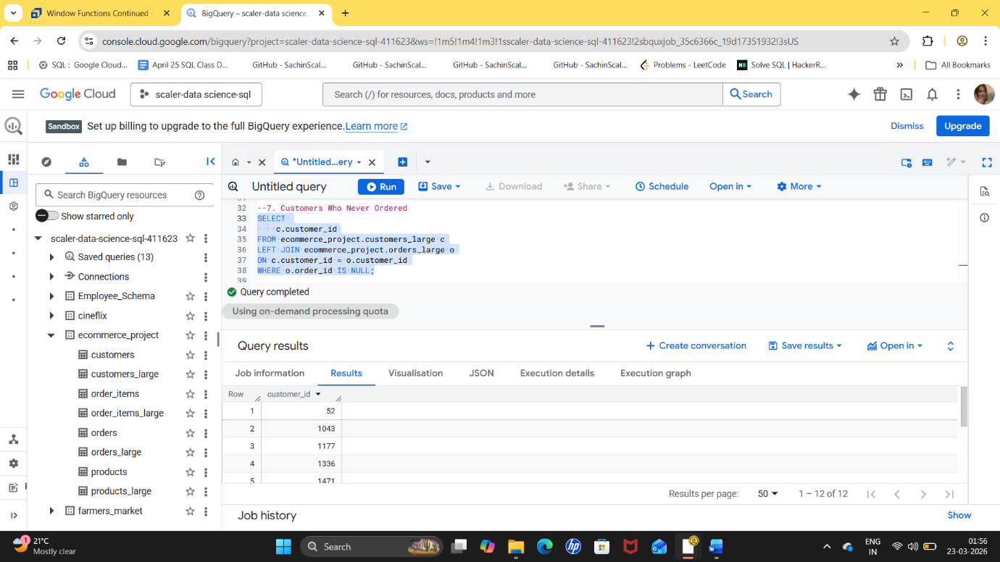 Window Functions Continued -
BigQuery – scaler-data science.
console.cloud.google.com/bigquery?project=scaler-data-science-sql-411623&ws=!1m5!1m4!1m3!1sscaler-data-science-sql-411623!2sbquxjob_35c6366c_19d17351932!3sUS
SQL : Google Cloud...
April 25 SQL Class D...
GitHub - SachinScal...
GitHub - SachinScal...
GitHub - SachinScal...
GitHub - SachinScal...
Problems - LeetCode
Solve SQL | HackerR...
All Bookmarks
Google Cloud
scaler-data science-sql
Search (/) for resources, docs, products and more
Search
Sandbox
Set up billing to upgrade to the full BigQuery experience. Learn more
Dismiss
Upgrade
*Untitled...ery
Search BigQuery resources
Show starred only
scaler-data-science-sql-411623
Saved queries (13)
Connections
Employee_Schema
cineflix
ecommerce_project
customers
customers_large
order_items
order_items_large
orders
orders_large
products
products_large
farmers_market
Untitled query
Run
Save
Download
Share
Schedule
Open in
More
32 --7. Customers Who Never Ordered
33 SELECT
34 c.customer_id
35 FROM ecommerce_project.customers_large c
36 LEFT JOIN ecommerce_project.orders_large o
37 ON c.customer_id = o.customer_id
38 WHERE o.order_id IS NULL;
39
Query completed
Using on-demand processing quota
Query results
Create conversation
Save results
Open in
Job information
Results
Visualisation
JSON
Execution details
Execution graph
Row customer_id
1 52
2 1043
3 1177
4 1336
5 1471
Results per page: 50 1 – 12 of 12
Job history
Show
1
21°C
Mostly clear
Search
ENG
IN
01:56
23-03-2026